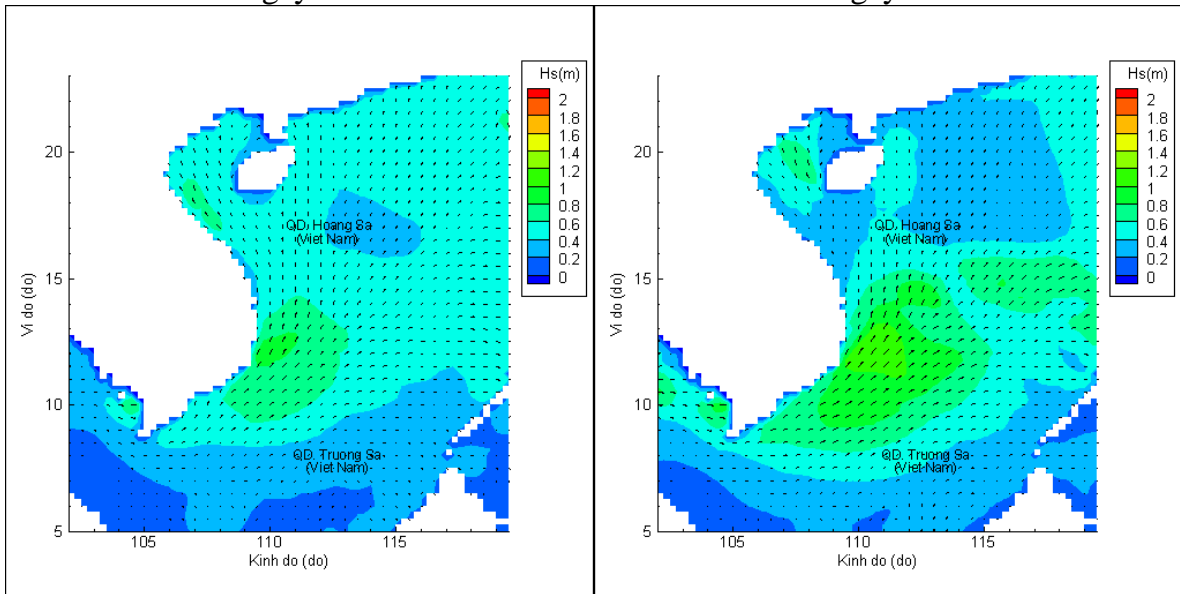 Hs(m)
2
1.8
1.6
1.4
1.2
1
0.8
0.6
0.4
0.2
0
20
15
10
5
Vi do (do)
QD. Hoang Sa
(Viet Nam)
QD. Truong Sa
(Viet Nam)
105
110
115
Kinh do (do)
Hs(m)
2
1.8
1.6
1.4
1.2
1
0.8
0.6
0.4
0.2
0
20
15
10
5
Vi do (do)
QD. Hoang Sa
(Viet Nam)
QD. Truong Sa
(Viet Nam)
105
110
115
Kinh do (do)